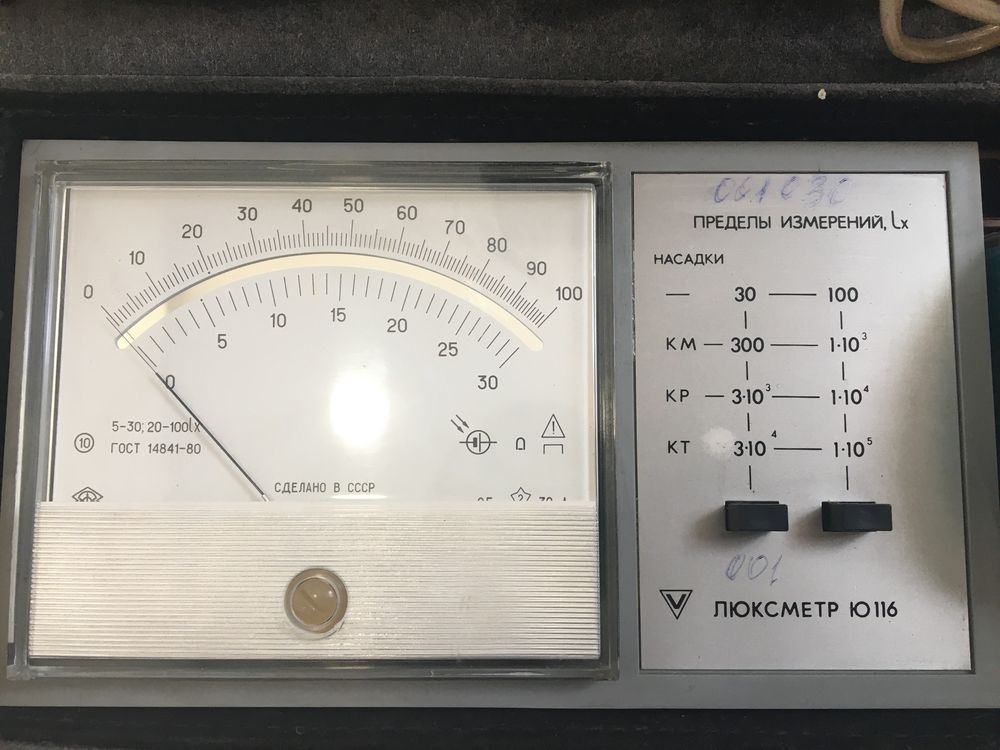 0 10 20 30 40 50 60 70 80 90 100
0 5 10 15 20 25 30
5-30; 20-100lx
10 ГОСТ 14841-80
СДЕЛАНО В СССР
ПРЕДЕЛЫ ИЗМЕРЕНИЙ, lx
НАСАДКИ
— 30 — 100
КМ — 300 — 1·10³
КР — 3·10³ — 1·10⁴
КТ 3·10⁴ — 1·10⁵
001
ЛЮКСМЕТР Ю116